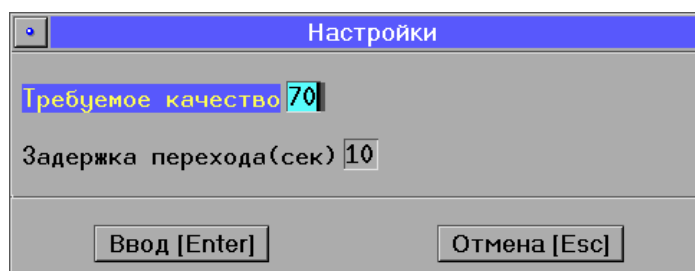 Настройки
Требуемое качество 70
Задержка перехода(сек) 10
Ввод [Enter] Отмена [Esc]